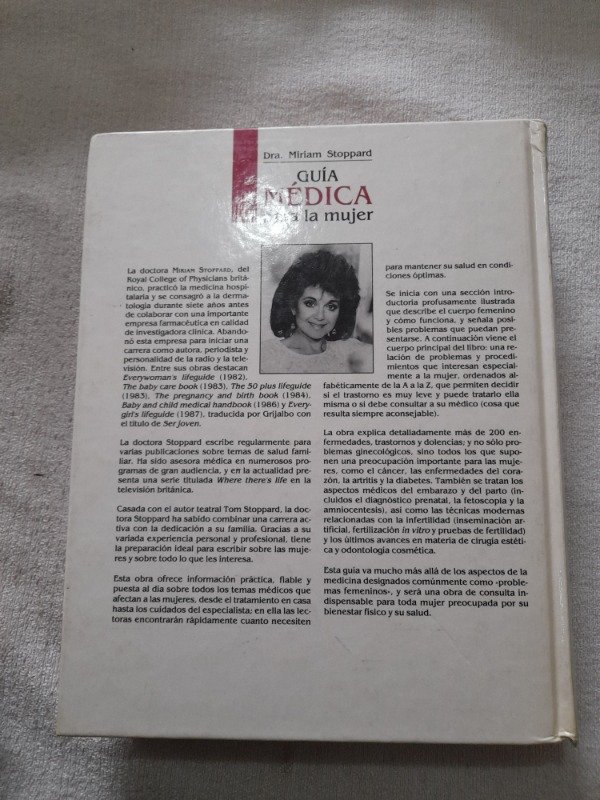 Dra. Miriam Stoppard
GUÍA
MÉDICA
la mujer
La doctora MIRIAM STOPPARD, del
Royal College of Physicians britá-
nico, practicó la medicina hospi-
talaria y se consagró a la derma-
tología durante siete años antes
de colaborar con una importante
empresa farmacéutica en calidad
de investigadora clínica. Abando-
nó esta empresa para iniciar una
carrera como autora, periodista y
personalidad de la radio y la tele-
visión. Entre sus obras destacan
Everywoman's lifeguide (1982),
The baby care book (1983), The 50 plus lifeguide
(1983), The pregnancy and birth book (1984),
Baby and child medical handbook (1986) y Every-
girl's lifeguide (1987), traducida por Grijalbo con
el título de Ser joven.
La doctora Stoppard escribe regularmente para
varias publicaciones sobre temas de salud fami-
liar. Ha sido asesora médica en numerosos pro-
gramas de gran audiencia, y en la actualidad pre-
senta una serie titulada Where there's life en la
televisión británica.
Casada con el autor teatral Tom Stoppard, la doc-
tora Stoppard ha sabido combinar una carrera ac-
tiva con la dedicación a su familia. Gracias a su
variada experiencia personal y profesional, tiene
la preparación ideal para escribir sobre las muje-
res y sobre todo lo que les interesa.
Esta obra ofrece información práctica, fiable y
puesta al día sobre todos los temas médicos que
afectan a las mujeres, desde el tratamiento en casa
hasta los cuidados del especialista; en ella las lec-
toras encontrarán rápidamente cuanto necesiten
para mantener su salud en condi-
ciones óptimas.
Se inicia con una sección intro-
ductoria profusamente ilustrada
que describe el cuerpo femenino
y cómo funciona, y señala posi-
bles problemas que puedan pre-
sentarse. A continuación viene el
cuerpo principal del libro: una re-
lación de problemas y procedi-
mientos que interesan especial-
mente a la mujer, ordenados al-
fabéticamente de la A a la Z, que permiten decidir
si el trastorno es muy leve y puede tratarlo ella
misma o si debe consultar a su médico (cosa que
resulta siempre aconsejable).
La obra explica detalladamente más de 200 en-
fermedades, trastornos y dolencias; y no sólo pro-
blemas ginecológicos, sino todos los que supo-
nen una preocupación importante para las muje-
res, como el cáncer, las enfermedades del cora-
zón, la artritis y la diabetes. También se tratan los
aspectos médicos del embarazo y del parto (inclui-
dos el diagnóstico prenatal, la fetoscopia y la
amniocentesis), así como las técnicas modernas
relacionadas con la infertilidad (inseminación ar-
tificial, fertilización in vitro y pruebas de fertilidad)
y los últimos avances en materia de cirugía estéti-
ca y odontología cosmética.
Esta guía va mucho más allá de los aspectos de la
medicina designados comúnmente como «proble-
mas femeninos», y será una obra de consulta in-
dispensable para toda mujer preocupada por su
bienestar físico y su salud.